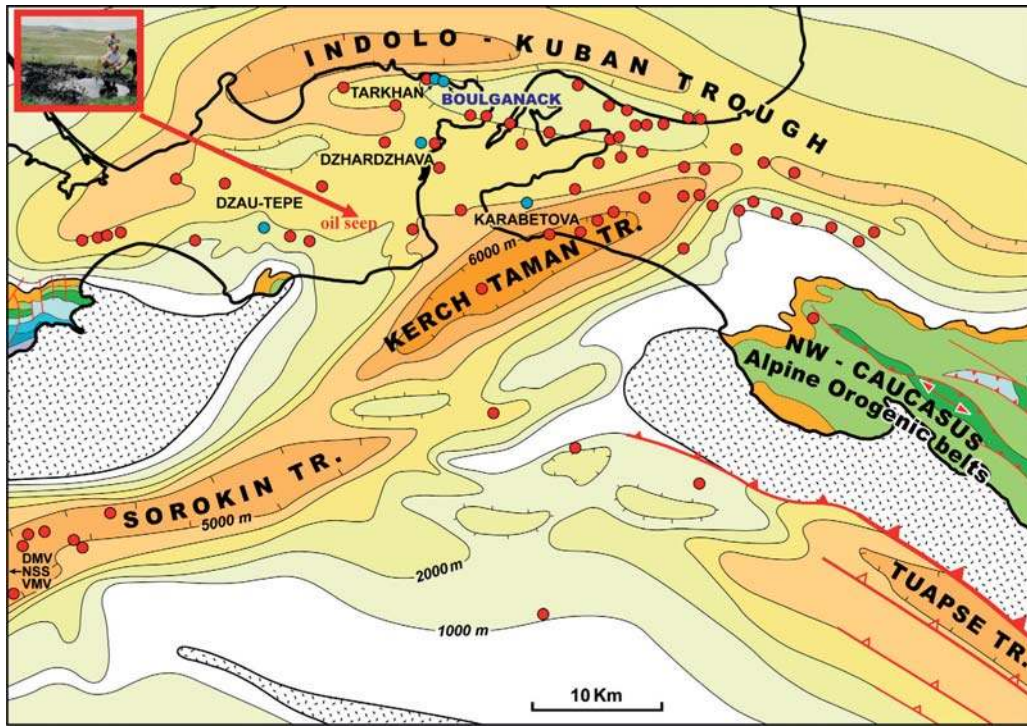 INDOLO - KUBAN TROUGH
TARKHAN
BOULGANACK
DZHARDZHAVA
DZAU-TEPE
oil seep
KARABETOVA
6000 m
KERCH TAMAN TR.
NW - CAUCASUS
Alpine Orogenic belts
SOROKIN TR.
5000 m
DMV
NSS
VMV
2000 m
1000 m
TUAPSE TR.
10 Km